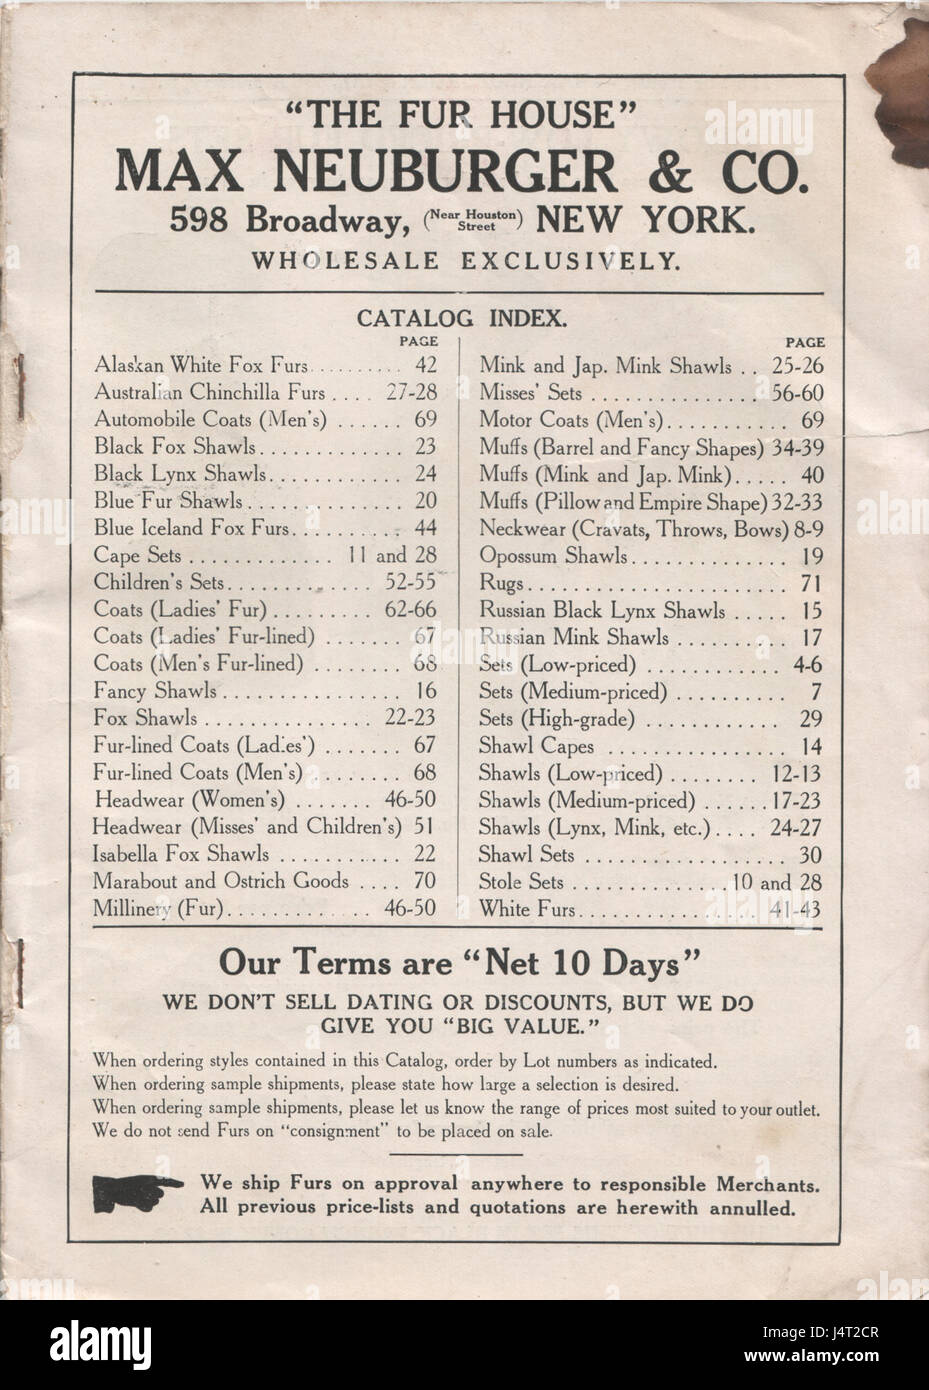 "THE FUR HOUSE"
MAX NEUBURGER & CO.
598 Broadway, (Near Houston Street) NEW YORK.
WHOLESALE EXCLUSIVELY.
CATALOG INDEX.
PAGE
Alaskan White Fox Furs .......... 42
Australian Chinchilla Furs .... 27-28
Automobile Coats (Men's) ...... 69
Black Fox Shawls ............. 23
Black Lynx Shawls ............ 24
Blue Fur Shawls .............. 20
Blue Iceland Fox Furs .......... 44
Cape Sets ............. 11 and 28
Children's Sets .............. 52-55
Coats (Ladies' Fur) ......... 62-66
Coats (Ladies' Fur-lined) ....... 67
Coats (Men's Fur-lined) ........ 68
Fancy Shawls ................ 16
Fox Shawls ............... 22-23
Fur-lined Coats (Ladies') ....... 67
Fur-lined Coats (Men's) ........ 68
Headwear (Women's) ....... 46-50
Headwear (Misses' and Children's) 51
Isabella Fox Shawls ........... 22
Marabout and Ostrich Goods .... 70
Millinery (Fur) ............. 46-50
PAGE
Mink and Jap. Mink Shawls .. 25-26
Misses' Sets ............... 56-60
Motor Coats (Men's) ........... 69
Muffs (Barrel and Fancy Shapes) 34-39
Muffs (Mink and Jap. Mink) ..... 40
Muffs (Pillow and Empire Shape) 32-33
Neckwear (Cravats, Throws, Bows) 8-9
Opossum Shawls ............... 19
Rugs ........................ 71
Russian Black Lynx Shawls ..... 15
Russian Mink Shawls .......... 17
Sets (Low-priced) ............ 4-6
Sets (Medium-priced) .......... 7
Sets (High-grade) ............ 29
Shawl Capes ................ 14
Shawls (Low-priced) ........ 12-13
Shawls (Medium-priced) ...... 17-23
Shawls (Lynx, Mink, etc.) .... 24-27
Shawl Sets .................. 30
Stole Sets .............. 10 and 28
White Furs ................ 41-43
Our Terms are "Net 10 Days"
WE DON'T SELL DATING OR DISCOUNTS, BUT WE DO
GIVE YOU "BIG VALUE."
When ordering styles contained in this Catalog, order by Lot numbers as indicated.
When ordering sample shipments, please state how large a selection is desired.
When ordering sample shipments, please let us know the range of prices most suited to your outlet.
We do not send Furs on "consignment" to be placed on sale.
We ship Furs on approval anywhere to responsible Merchants.
All previous price-lists and quotations are herewith annulled.
alamy
Image ID: J4T2CR
www.alamy.com